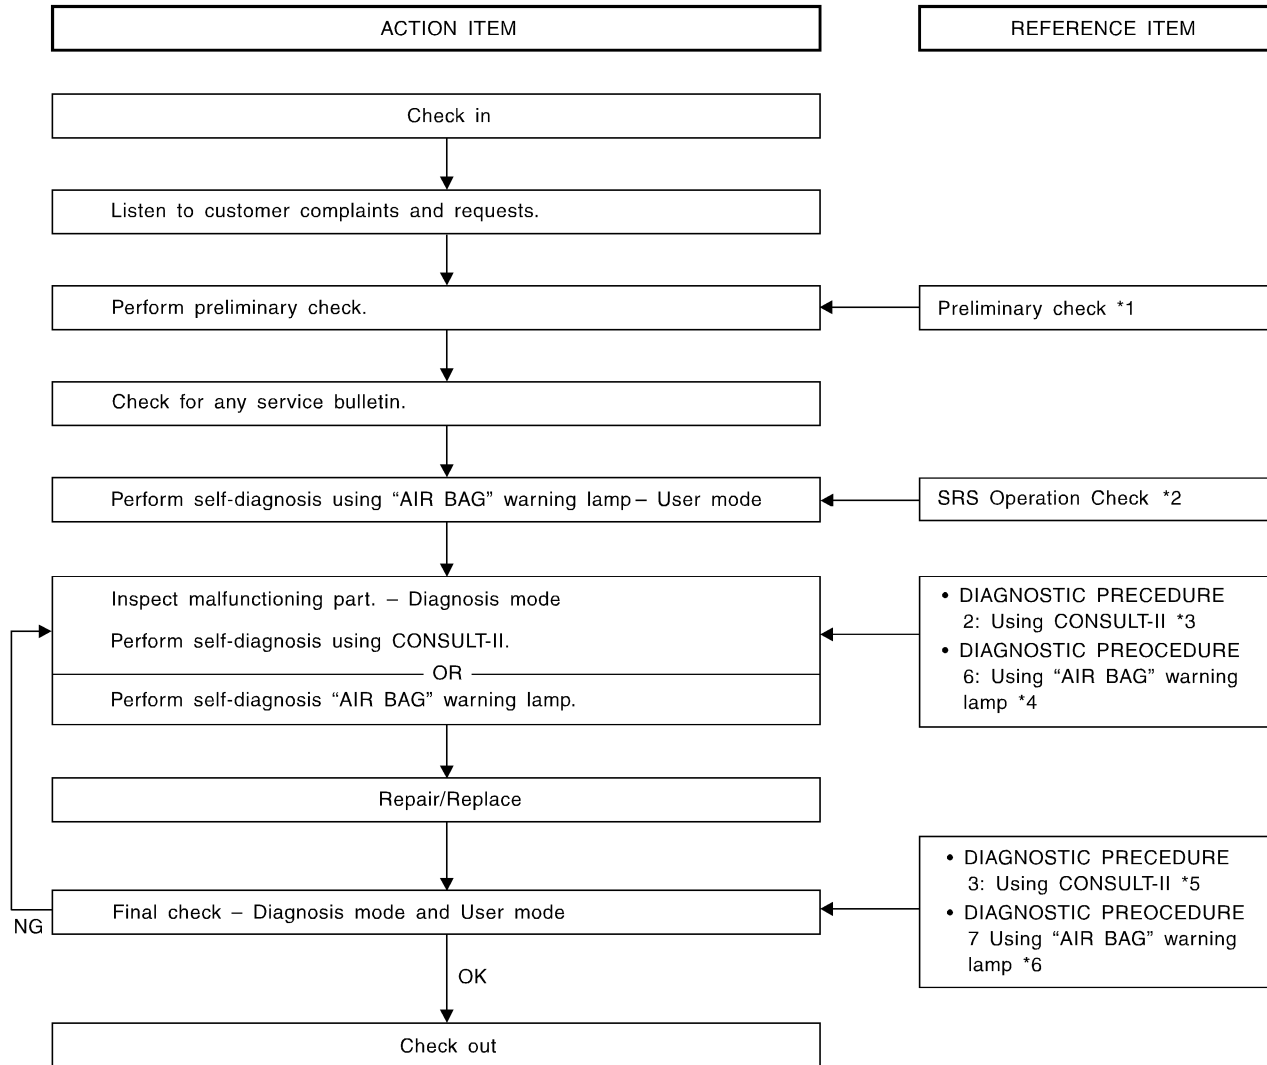 ACTION ITEM
REFERENCE ITEM
Check in
Listen to customer complaints and requests.
Perform preliminary check.
Preliminary check *1
Check for any service bulletin.
Perform self-diagnosis using “AIR BAG” warning lamp – User mode
SRS Operation Check *2
Inspect malfunctioning part. – Diagnosis mode
Perform self-diagnosis using CONSULT-II.
OR
Perform self-diagnosis “AIR BAG” warning lamp.
• DIAGNOSTIC PRECEDURE
2: Using CONSULT-II *3
• DIAGNOSTIC PREOCEDURE
6: Using “AIR BAG” warning
lamp *4
Repair/Replace
Final check – Diagnosis mode and User mode
• DIAGNOSTIC PRECEDURE
3: Using CONSULT-II *5
• DIAGNOSTIC PREOCEDURE
7 Using “AIR BAG” warning
lamp *6
NG
OK
Check out